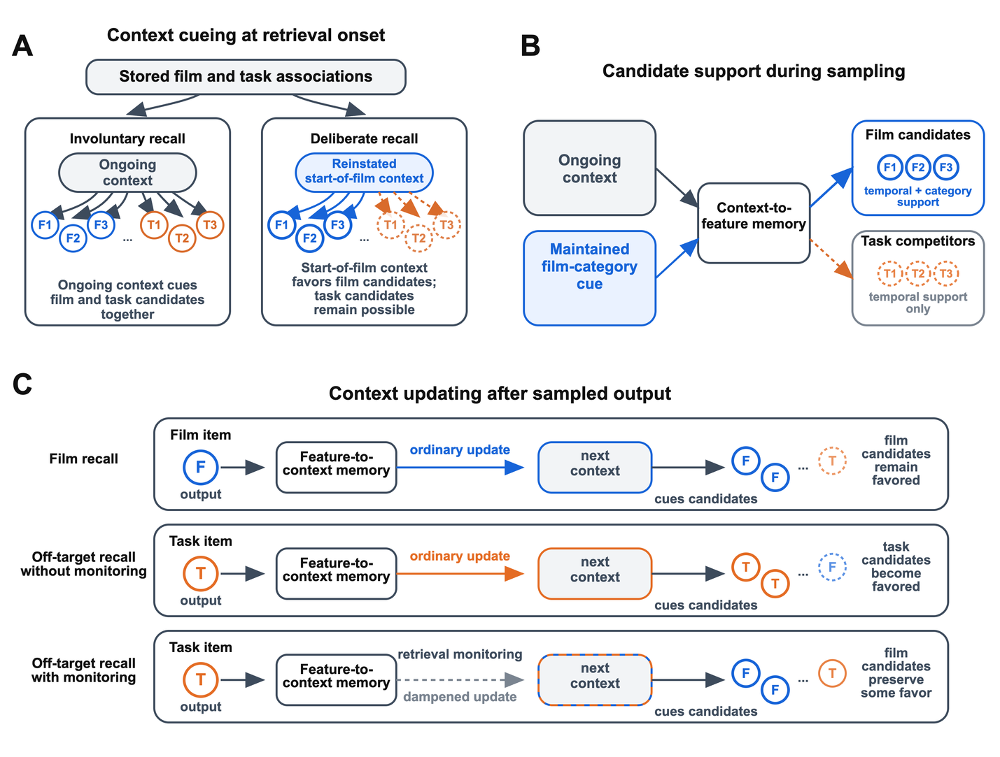 A
Context cueing at retrieval onset
Stored film and task associations
Involuntary recall
Ongoing
context
F1
F2
F3
...
T1
T2
T3
Ongoing context cues
film and task candidates
together
Deliberate recall
Reinstated
start-of-film context
F1
F2
F3
...
T1
T2
T3
Start-of-film context
favors film candidates;
task candidates
remain possible
B
Candidate support during sampling
Ongoing
context
Maintained
film-category
cue
Context-to-
feature memory
Film candidates
F1 F2 F3
temporal + category
support
Task competitors
T1 T2 T3
temporal support
only
C
Context updating after sampled output
Film recall
Film item
F
output
Feature-to-
context memory
ordinary update
next
context
cues candidates
F
F
...
T
film
candidates
remain
favored
Off-target recall
without monitoring
Task item
T
output
Feature-to-
context memory
ordinary update
next
context
cues candidates
T
T
...
F
task
candidates
become
favored
Off-target recall
with monitoring
Task item
T
output
Feature-to-
context memory
retrieval monitoring
dampened update
next
context
cues candidates
F
F
...
T
film
candidates
preserve
some favor